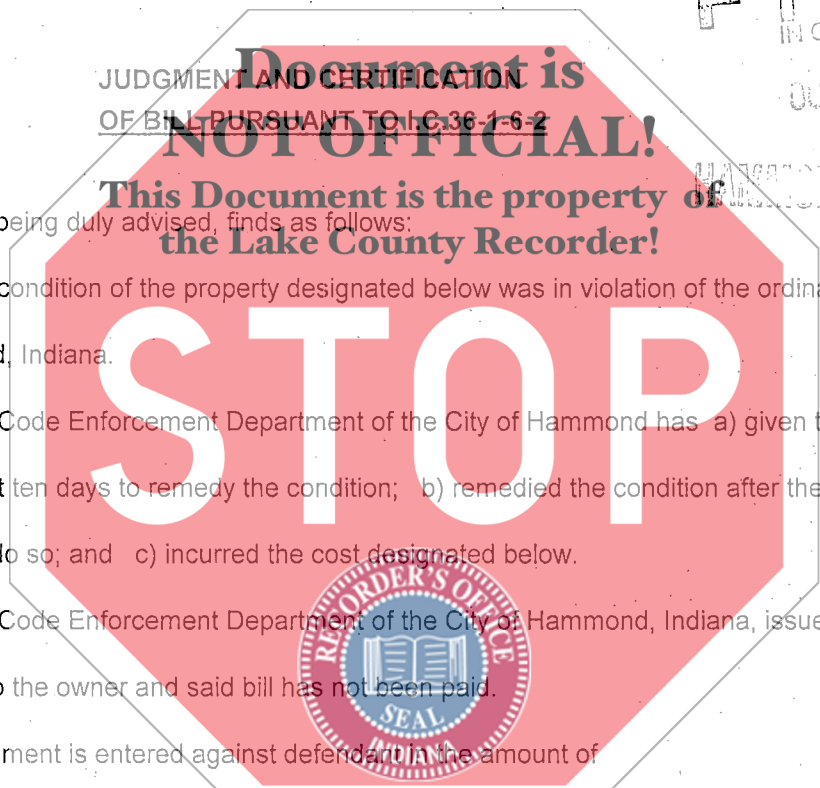 JUDGMENT AND CERTIFICATION
OF BILL PURSUANT TO I.C.36-1-6-2
Document is
NOT OFFICIAL!
This Document is the property of
the Lake County Recorder!
being duly advised, finds as follows:
condition of the property designated below was in violation of the ordina
d, Indiana.
STOP
Code Enforcement Department of the City of Hammond has a) given t
t ten days to remedy the condition; b) remedied the condition after the
do so; and c) incurred the cost designated below.
Code Enforcement Department of the City of Hammond, Indiana, issue
o the owner and said bill has not been paid.
ment is entered against defendant in the amount of
RECORDER'S OFFICE
SEAL
INDIANA